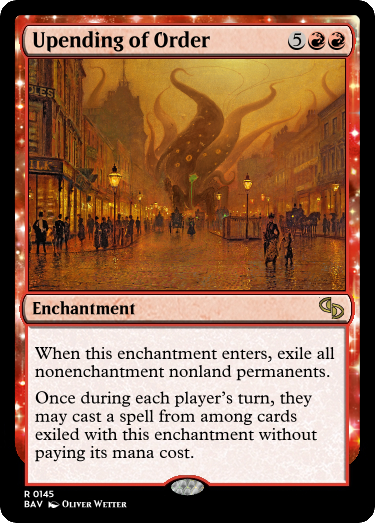 Upending of Order 5
Enchantment
When this enchantment enters, exile all
nonenchantment nonland permanents.
Once during each player's turn, they
may cast a spell from among cards
exiled with this enchantment without
paying its mana cost.
R 0145
BAV Oliver Wetter